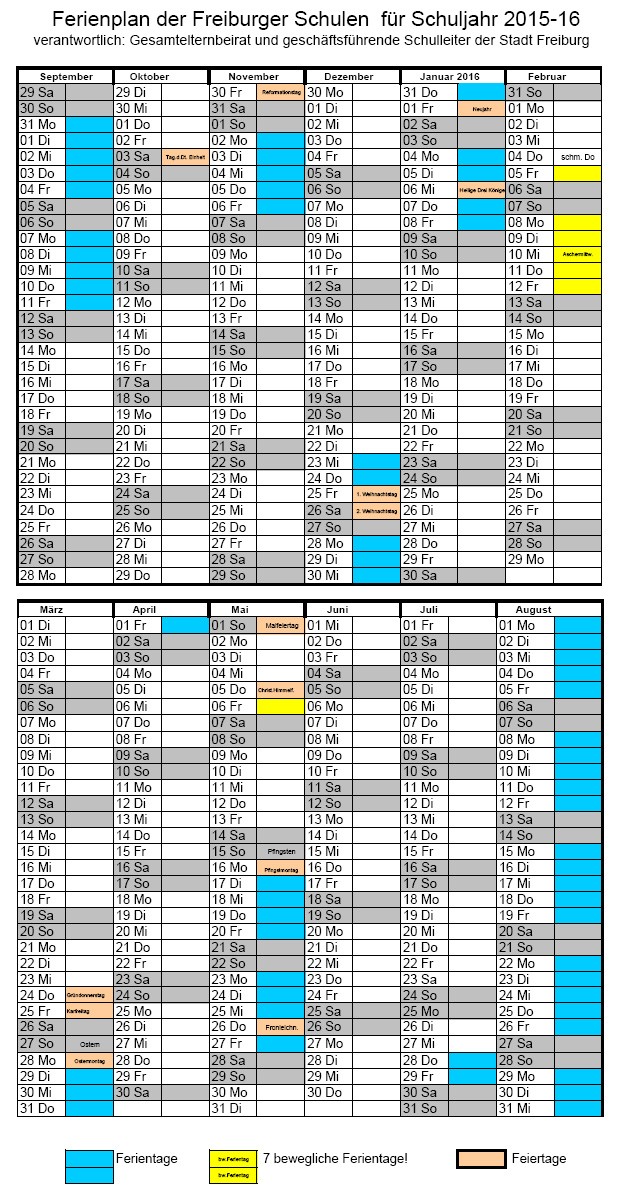 Ferienplan der Freiburger Schulen für Schuljahr 2015-16
verantwortlich: Gesamtelternbeirat und geschäftsführende Schulleiter der Stadt Freiburg
September Oktober November Dezember Januar 2016 Februar
29 Sa 29 Di 30 Fr Reformationstag 30 Mo 31 Do 31 So
30 So 30 Mi 31 Sa 01 Di 01 Fr Neujahr 01 Mo
31 Mo 01 Do 01 So 02 Mi 02 Sa 02 Di
01 Di 02 Fr 02 Mo 03 Do 03 So 03 Mi
02 Mi 03 Sa Tag.d.Dt. Einheit 03 Di 04 Fr 04 Mo 04 Do schm. Do
03 Do 04 So 04 Mi 05 Sa 05 Di 05 Fr
04 Fr 05 Mo 05 Do 06 So 06 Mi Heilige Drei Könige 06 Sa
05 Sa 06 Di 06 Fr 07 Mo 07 Do 07 So
06 So 07 Mi 07 Sa 08 Di 08 Fr 08 Mo
07 Mo 08 Do 08 So 09 Mi 09 Sa 09 Di
08 Di 09 Fr 09 Mo 10 Do 10 So 10 Mi Aschermittw.
09 Mi 10 Sa 10 Di 11 Fr 11 Mo 11 Do
10 Do 11 So 11 Mi 12 Sa 12 Di 12 Fr
11 Fr 12 Mo 12 Do 13 So 13 Mi 13 Sa
12 Sa 13 Di 13 Fr 14 Mo 14 Do 14 So
13 So 14 Mi 14 Sa 15 Di 15 Fr 15 Mo
14 Mo 15 Do 15 So 16 Mi 16 Sa 16 Di
15 Di 16 Fr 16 Mo 17 Do 17 So 17 Mi
16 Mi 17 Sa 17 Di 18 Fr 18 Mo 18 Do
17 Do 18 So 18 Mi 19 Sa 19 Di 19 Fr
18 Fr 19 Mo 19 Do 20 So 20 Mi 20 Sa
19 Sa 20 Di 20 Fr 21 Mo 21 Do 21 So
20 So 21 Mi 21 Sa 22 Di 22 Fr 22 Mo
21 Mo 22 Do 22 So 23 Mi 23 Sa 23 Di
22 Di 23 Fr 23 Mo 24 Do 24 So 24 Mi
23 Mi 24 Sa 24 Di 25 Fr 1. Weihnachtstag 25 Mo 25 Do
24 Do 25 So 25 Mi 26 Sa 2. Weihnachtstag 26 Di 26 Fr
25 Fr 26 Mo 26 Do 27 So 27 Mi 27 Sa
26 Sa 27 Di 27 Fr 28 Mo 28 Do 28 So
27 So 28 Mi 28 Sa 29 Di 29 Fr 29 Mo
28 Mo 29 Do 29 So 30 Mi 30 Sa
März April Mai Juni Juli August
01 Di 01 Fr 01 So Maifeiertag 01 Mi 01 Fr 01 Mo
02 Mi 02 Sa 02 Mo 02 Do 02 Sa 02 Di
03 Do 03 So 03 Di 03 Fr 03 So 03 Mi
04 Fr 04 Mo 04 Mi 04 Sa 04 Mo 04 Do
05 Sa 05 Di 05 Do Christ.Himmelf. 05 So 05 Di 05 Fr
06 So 06 Mi 06 Fr 06 Mo 06 Mi 06 Sa
07 Mo 07 Do 07 Sa 07 Di 07 Do 07 So
08 Di 08 Fr 08 So 08 Mi 08 Fr 08 Mo
09 Mi 09 Sa 09 Mo 09 Do 09 Sa 09 Di
10 Do 10 So 10 Di 10 Fr 10 So 10 Mi
11 Fr 11 Mo 11 Mi 11 Sa 11 Mo 11 Do
12 Sa 12 Di 12 Do 12 So 12 Di 12 Fr
13 So 13 Mi 13 Fr 13 Mo 13 Mi 13 Sa
14 Mo 14 Do 14 Sa 14 Di 14 Do 14 So
15 Di 15 Fr 15 So Pfingsten 15 Mi 15 Fr 15 Mo
16 Mi 16 Sa 16 Mo Pfingstmontag 16 Do 16 Sa 16 Di
17 Do 17 So 17 Di 17 Fr 17 So 17 Mi
18 Fr 18 Mo 18 Mi 18 Sa 18 Mo 18 Do
19 Sa 19 Di 19 Do 19 So 19 Di 19 Fr
20 So 20 Mi 20 Fr 20 Mo 20 Mi 20 Sa
21 Mo 21 Do 21 Sa 21 Di 21 Do 21 So
22 Di 22 Fr 22 So 22 Mi 22 Fr 22 Mo
23 Mi 23 Sa 23 Mo 23 Do 23 Sa 23 Di
24 Do Gründonnerstag 24 So 24 Di 24 Fr 24 So 24 Mi
25 Fr Karfreitag 25 Mo 25 Mi 25 Sa 25 Mo 25 Do
26 Sa 26 Di 26 Do Fronleichn. 26 So 26 Di 26 Fr
27 So Ostern 27 Mi 27 Fr 27 Mo 27 Mi 27 Sa
28 Mo Ostermontag 28 Do 28 Sa 28 Di 28 Do 28 So
29 Di 29 Fr 29 So 29 Mi 29 Fr 29 Mo
30 Mi 30 Sa 30 Mo 30 Do 30 Sa 30 Di
31 Do 31 Di 31 So 31 Mi
Ferientage bw.Feriertag 7 bewegliche Ferientage! Feiertage
bw.Feriertag